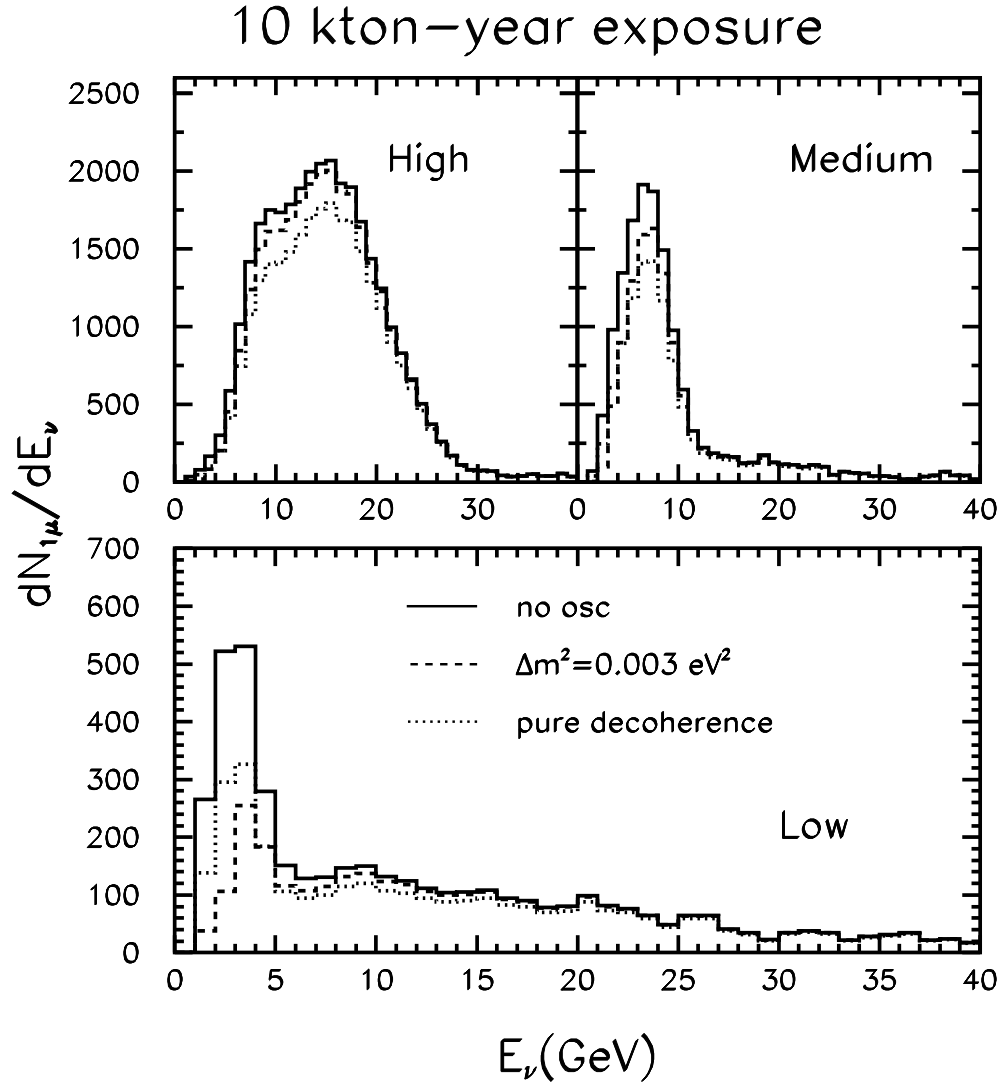 10 kton−year exposure
2500
2000
1500
1000
500
0
High
Medium
0 10 20 30 0 10 20 30 40
dN₁μ/dEν
700
600
500
400
300
200
100
0
no osc
Δm²=0.003 eV²
pure decoherence
Low
0 5 10 15 20 25 30 35 40
Eν(GeV)